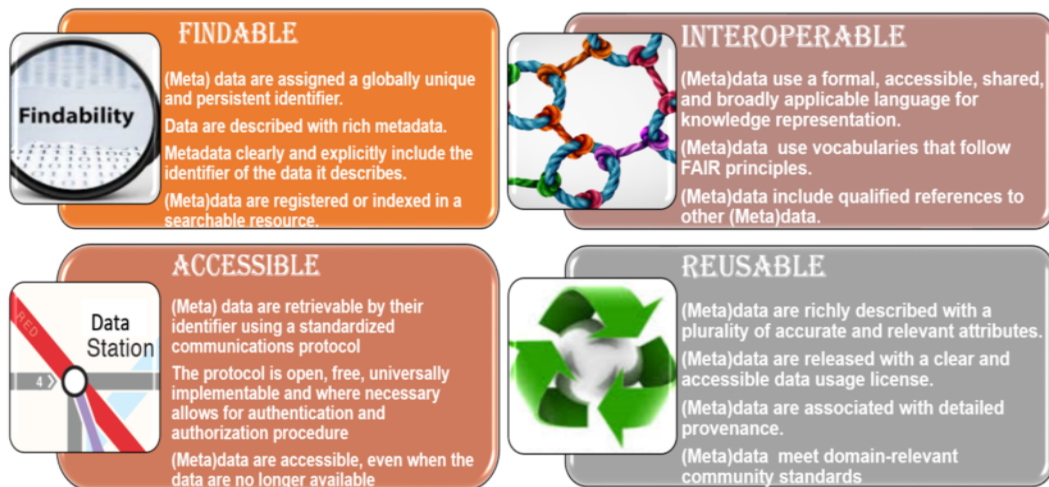 FINDABLE
Findability
(Meta) data are assigned a globally unique
and persistent identifier.
Data are described with rich metadata.
Metadata clearly and explicitly include the
identifier of the data it describes.
(Meta)data are registered or indexed in a
searchable resource.
INTEROPERABLE
(Meta)data use a formal, accessible, shared,
and broadly applicable language for
knowledge representation.
(Meta)data use vocabularies that follow
FAIR principles.
(Meta)data include qualified references to
other (Meta)data.
ACCESSIBLE
RED
Data
Station
4
(Meta) data are retrievable by their
identifier using a standardized
communications protocol
The protocol is open, free, universally
implementable and where necessary
allows for authentication and
authorization procedure
(Meta)data are accessible, even when the
data are no longer available
REUSABLE
(Meta)data are richly described with a
plurality of accurate and relevant attributes.
(Meta)data are released with a clear and
accessible data usage license.
(Meta)data are associated with detailed
provenance.
(Meta)data meet domain-relevant
community standards